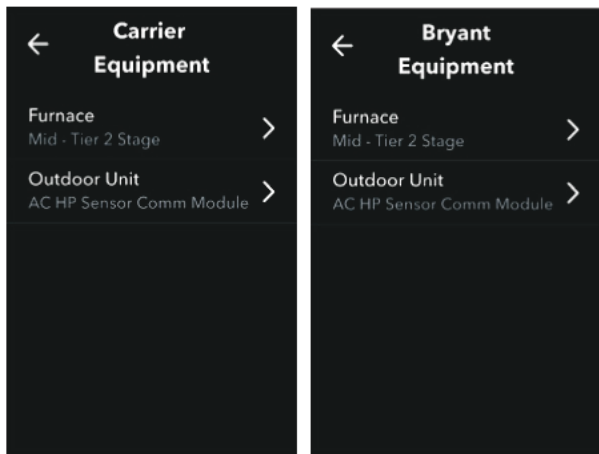 Carrier
Equipment
Furnace
Mid - Tier 2 Stage
Outdoor Unit
AC HP Sensor Comm Module
Bryant
Equipment
Furnace
Mid - Tier 2 Stage
Outdoor Unit
AC HP Sensor Comm Module